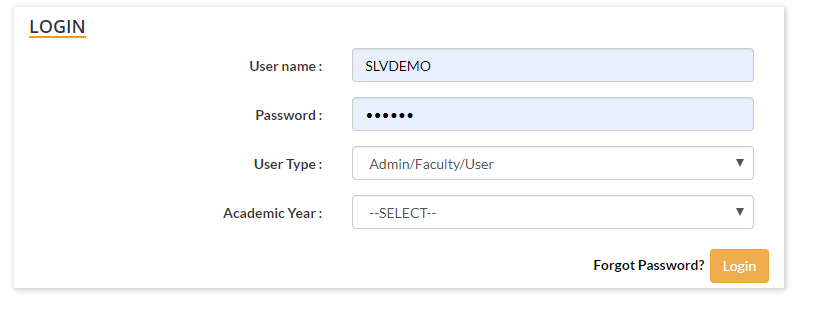 LOGIN
User name : SLVDEMO
Password : ••••••
User Type : Admin/Faculty/User
Academic Year : --SELECT--
Forgot Password? Login